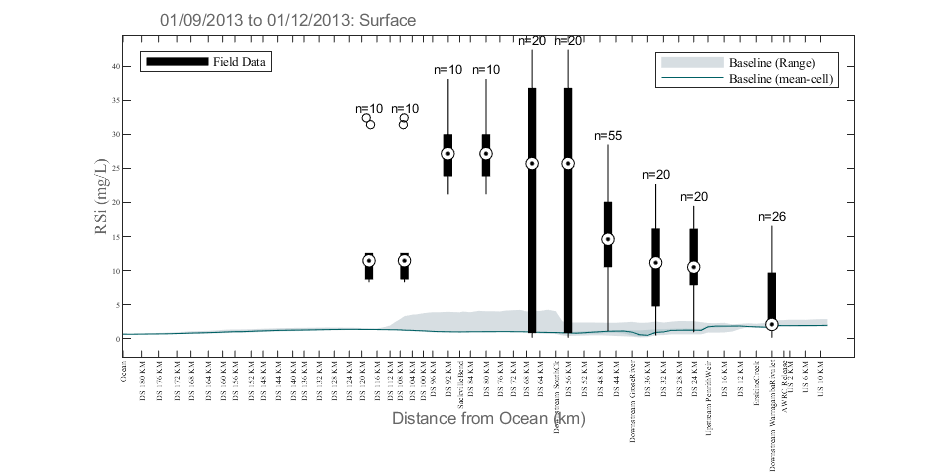 01/09/2013 to 01/12/2013: Surface
Field Data
Baseline (Range)
Baseline (mean-cell)
n=10
n=10
n=10
n=10
n=20
n=20
n=55
n=20
n=20
n=26
RSi (mg/L)
40
35
30
25
20
15
10
5
0
Ocean
DS 180 KM
DS 176 KM
DS 172 KM
DS 168 KM
DS 164 KM
DS 160 KM
DS 156 KM
DS 152 KM
DS 148 KM
DS 144 KM
DS 140 KM
DS 136 KM
DS 132 KM
DS 128 KM
DS 124 KM
DS 120 KM
DS 116 KM
DS 112 KM
DS 108 KM
DS 104 KM
DS 100 KM
DS 96 KM
DS 92 KM
DS 84 KM
DS 80 KM
DS 76 KM
DS 72 KM
DS 68 KM
DS 64 KM
DS 56 KM
DS 52 KM
DS 48 KM
DS 44 KM
Downstream GroseRiver
DS 36 KM
DS 32 KM
DS 28 KM
DS 24 KM
Upstream PenrithWeir
DS 16 KM
DS 12 KM
ErskineCreek
Downstream WarragambaRiver
AWRC Release
US 6 KM
US 10 KM
Distance from Ocean (km)